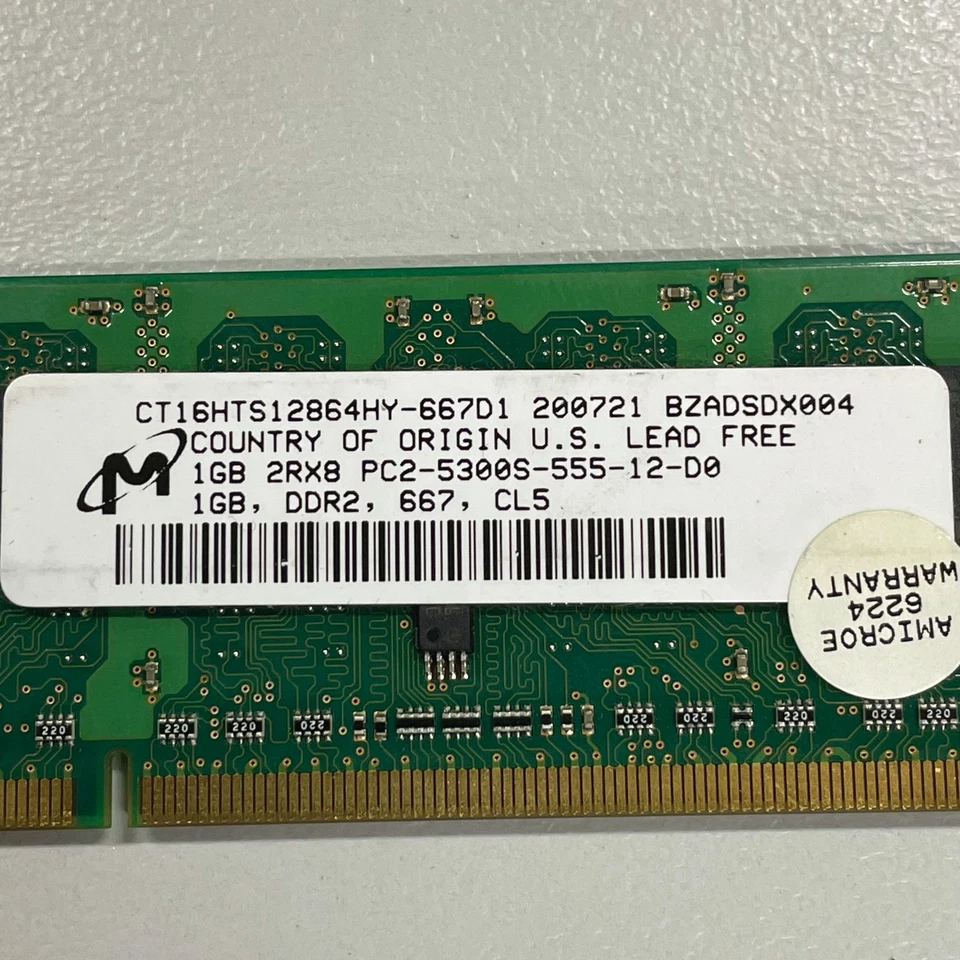 CT16HTS12864HY-667D1 200721 BZADSDX004
COUNTRY OF ORIGIN U.S. LEAD FREE
1GB 2RX8 PC2-5300S-555-12-D0
1GB, DDR2, 667, CL5
AMICROE
6224
WARRANTY
220
220
220
220
220
220
220
220
220